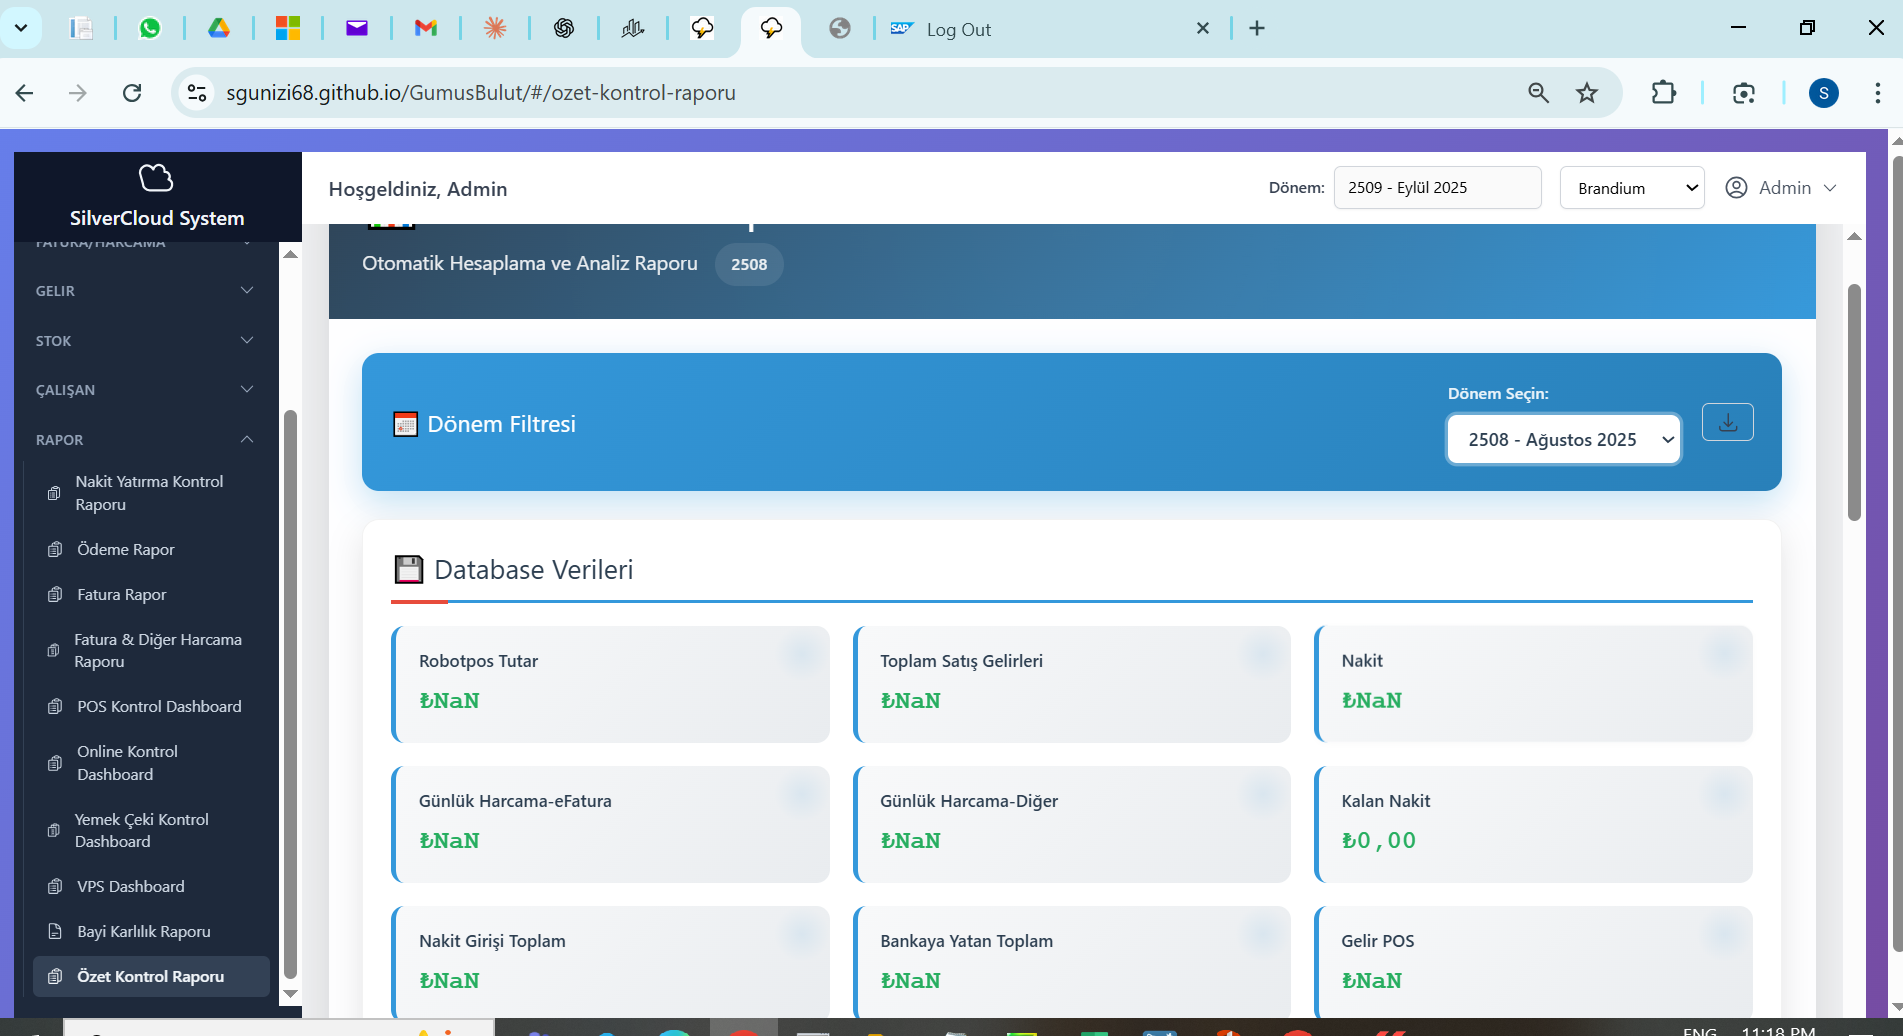 SAP Log Out
sgunizi68.github.io/GumusBulut/#/ozet-kontrol-raporu
S
SilverCloud System
Hoşgeldiniz, Admin
Dönem:
2509 - Eylül 2025
Brandium
Admin
FATURA/HARCAMA
GELIR
STOK
ÇALIŞAN
RAPOR
Nakit Yatırma Kontrol
Raporu
Ödeme Rapor
Fatura Rapor
Fatura & Diğer Harcama
Raporu
POS Kontrol Dashboard
Online Kontrol
Dashboard
Yemek Çeki Kontrol
Dashboard
VPS Dashboard
Bayi Karlılık Raporu
Özet Kontrol Raporu
Otomatik Hesaplama ve Analiz Raporu
2508
Dönem Filtresi
Dönem Seçin:
2508 - Ağustos 2025
Database Verileri
Robotpos Tutar
₺NaN
Toplam Satış Gelirleri
₺NaN
Nakit
₺NaN
Günlük Harcama-eFatura
₺NaN
Günlük Harcama-Diğer
₺NaN
Kalan Nakit
₺0,00
Nakit Girişi Toplam
₺NaN
Bankaya Yatan Toplam
₺NaN
Gelir POS
₺NaN
ENG
11:18 PM